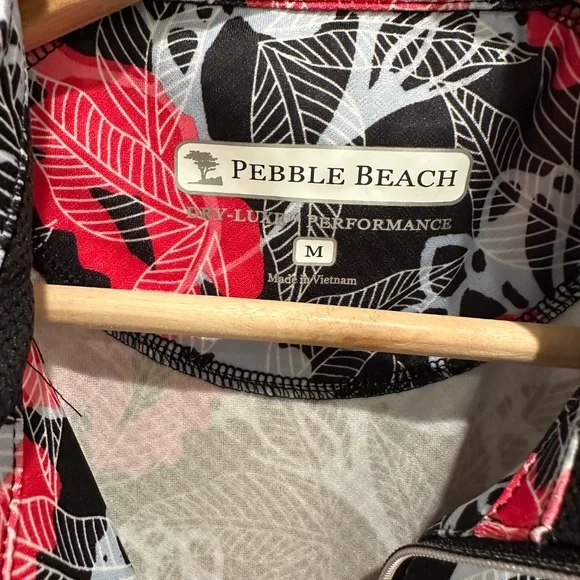 PEBBLE BEACH
DRY-LUXE PERFORMANCE
M
Made in Vietnam